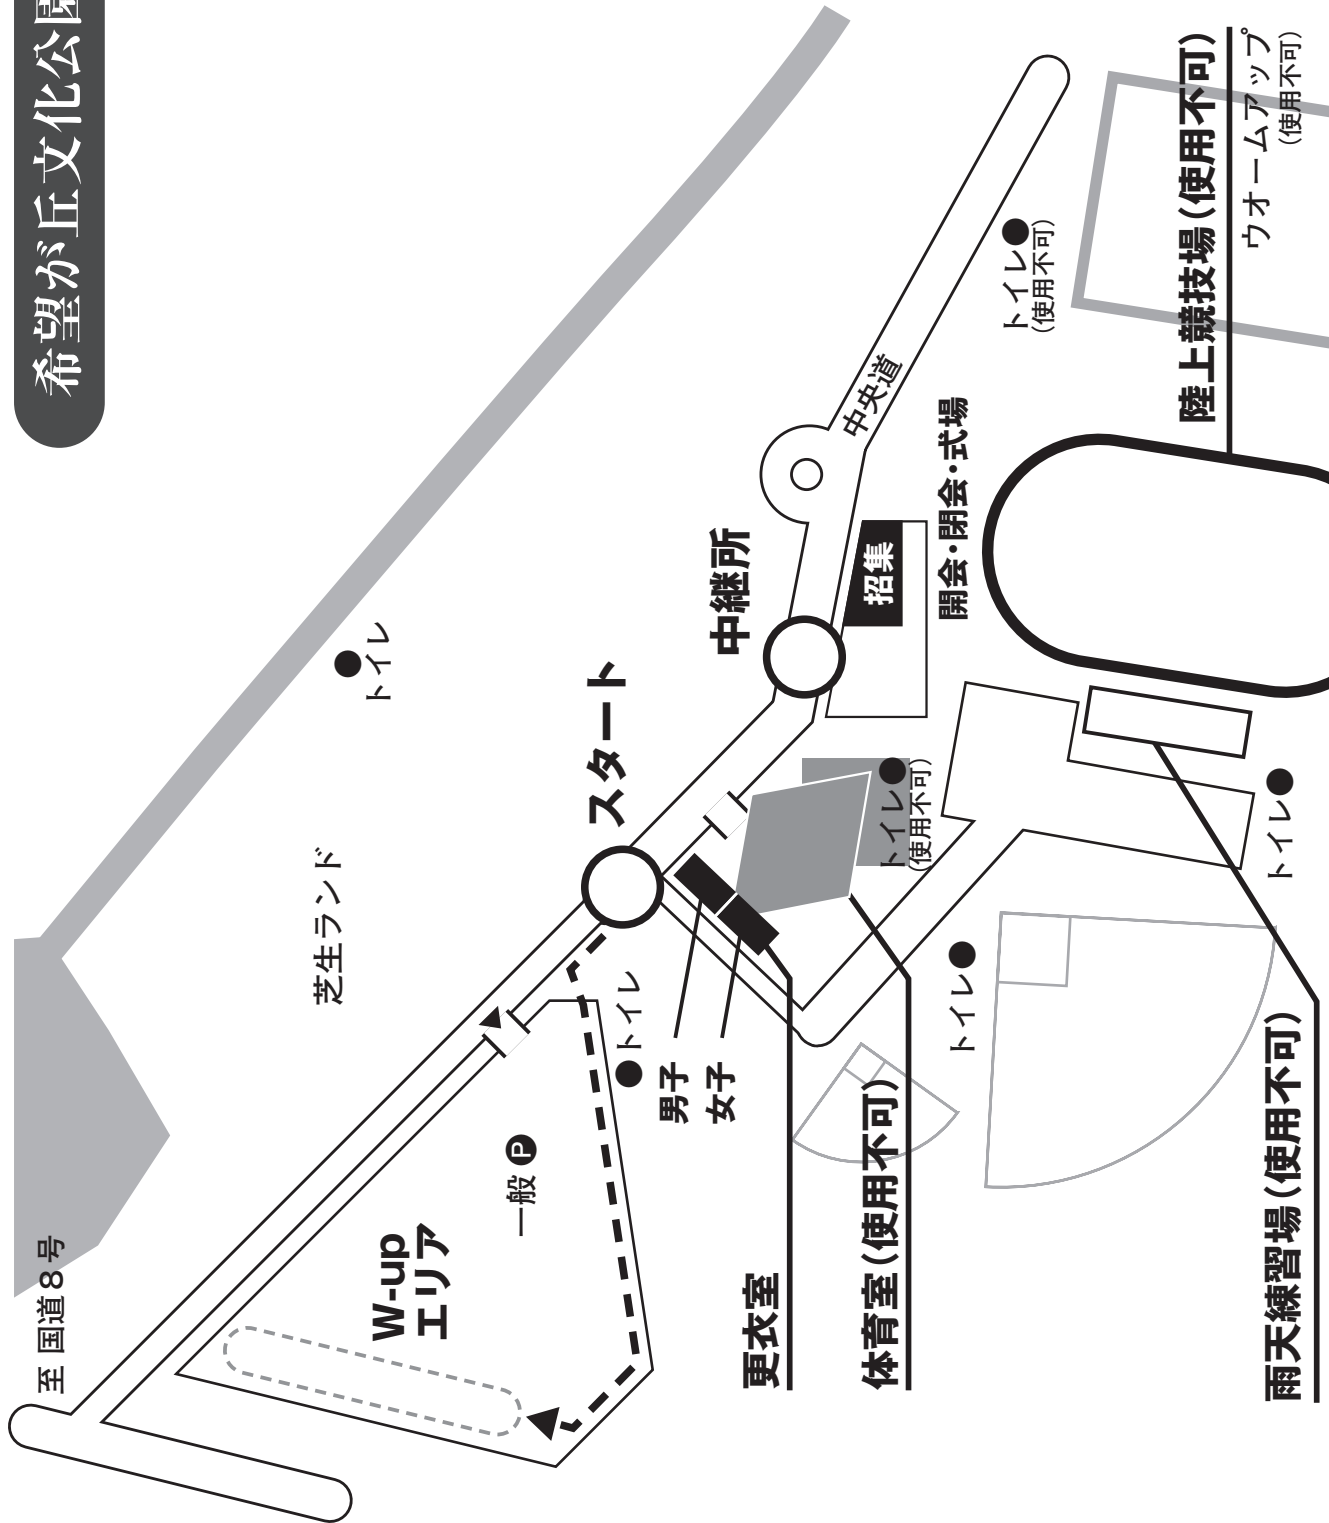 希望が丘文化公園
至 国道8号
芝生ランド
トイレ
W-up
エリア
一般 P
スタート
トイレ
男子
女子
中継所
更衣室
招集
中央道
体育室(使用不可)
トイレ
(使用不可)
開会・閉会・式場
トイレ
トイレ
(使用不可)
陸上競技場(使用不可)
ウオームアップ
(使用不可)
トイレ
雨天練習場(使用不可)